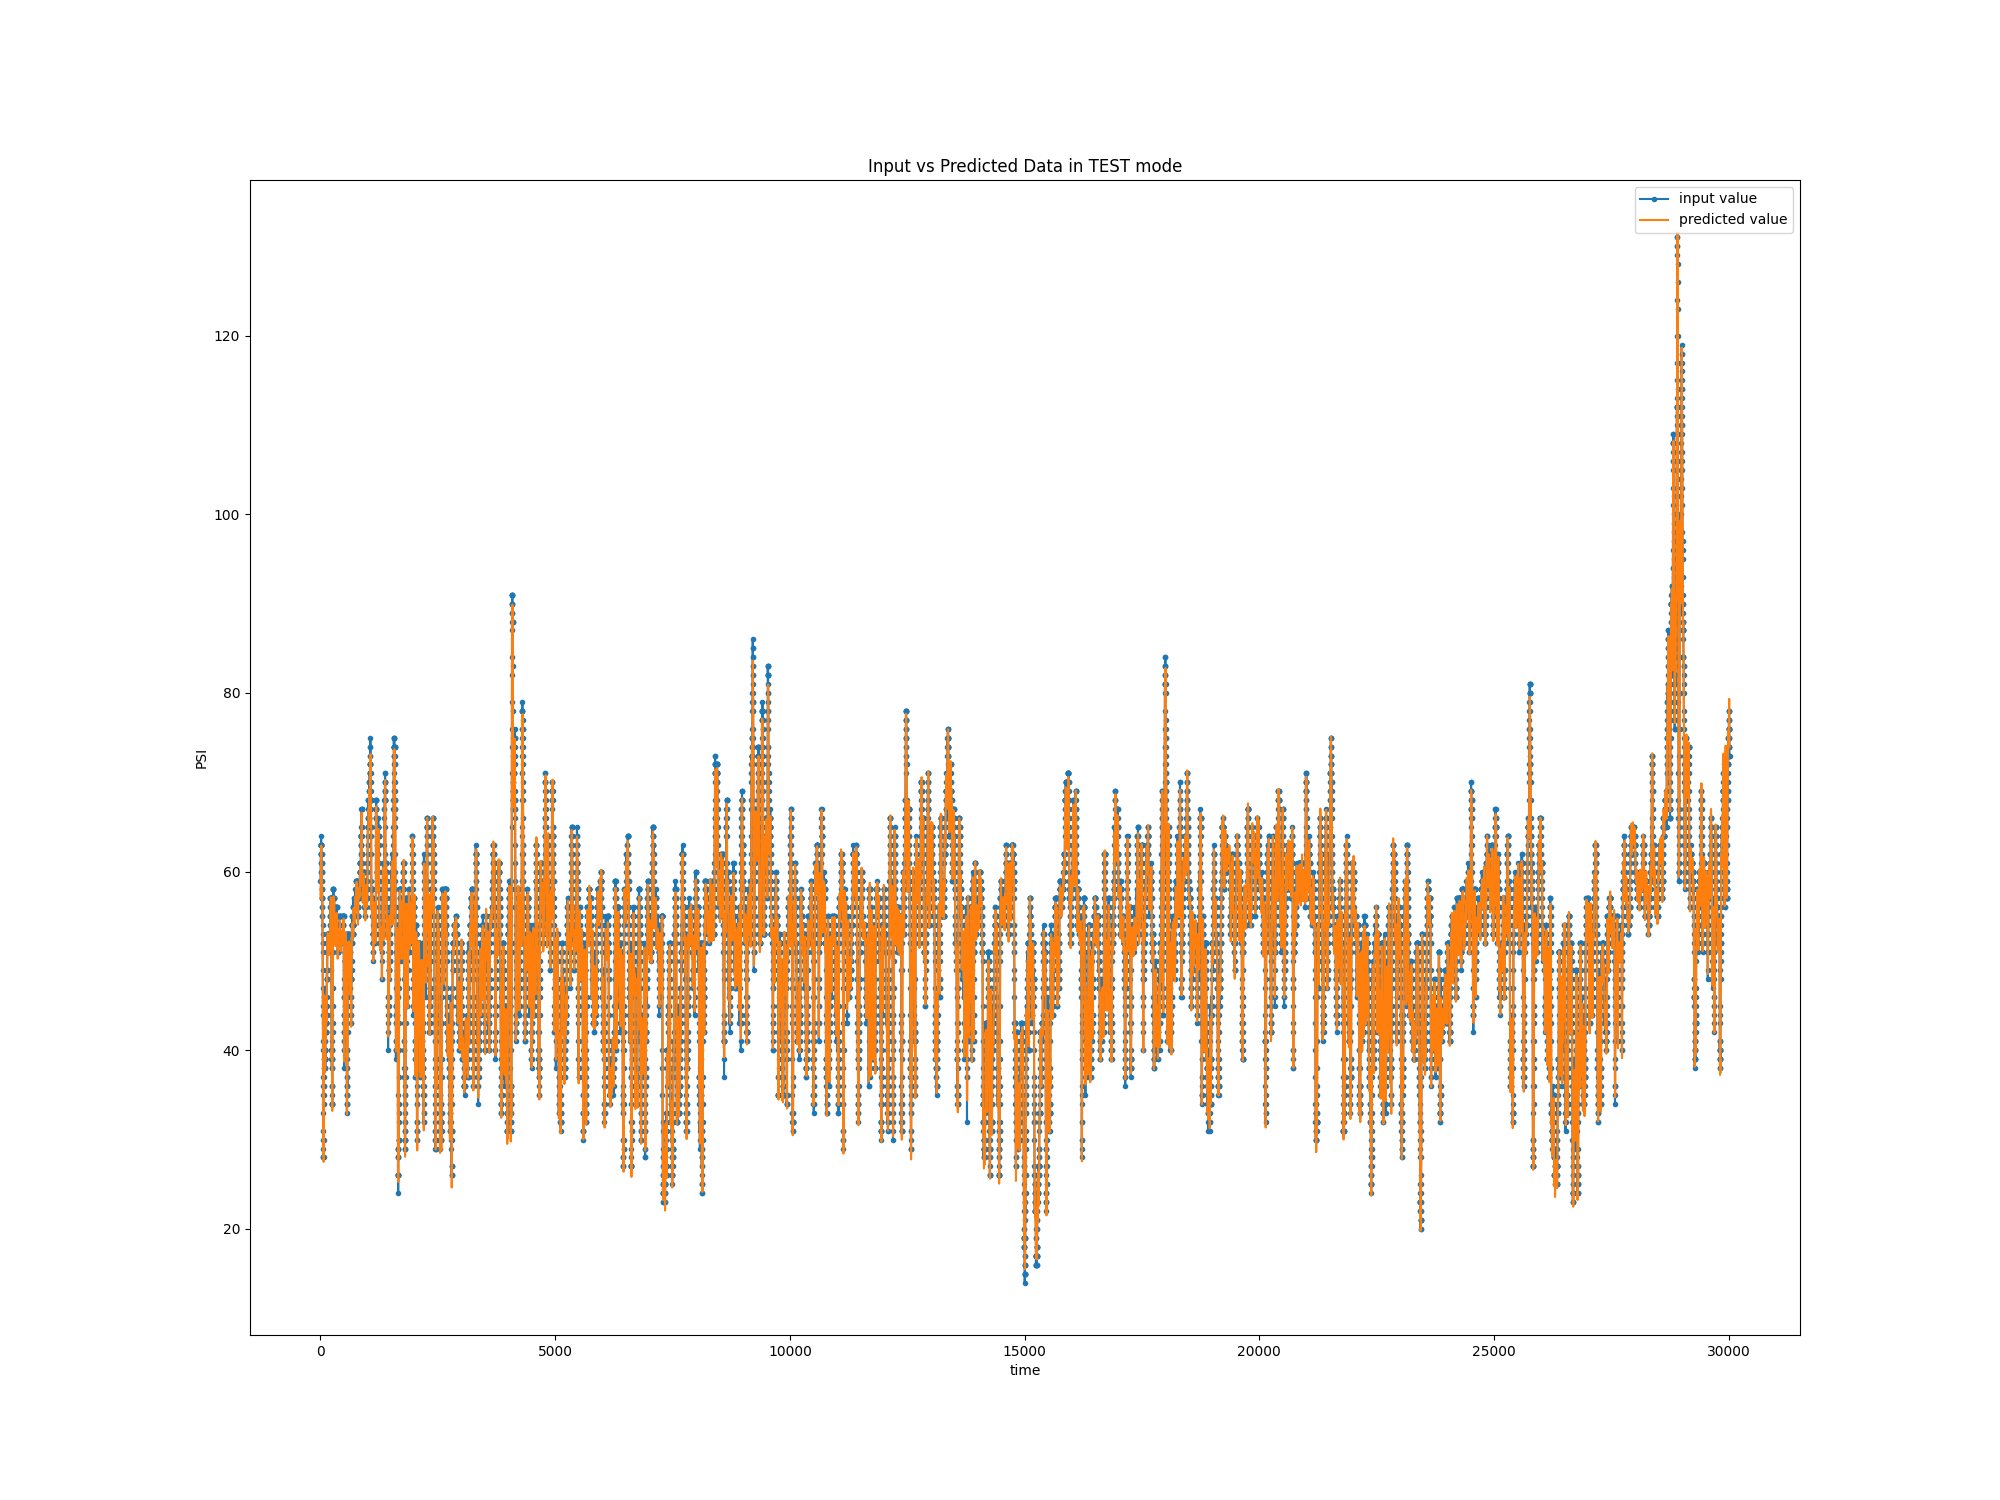 Input vs Predicted Data in TEST mode
input value
predicted value
120
100
80
60
40
20
PSI
0 5000 10000 15000 20000 25000 30000
time